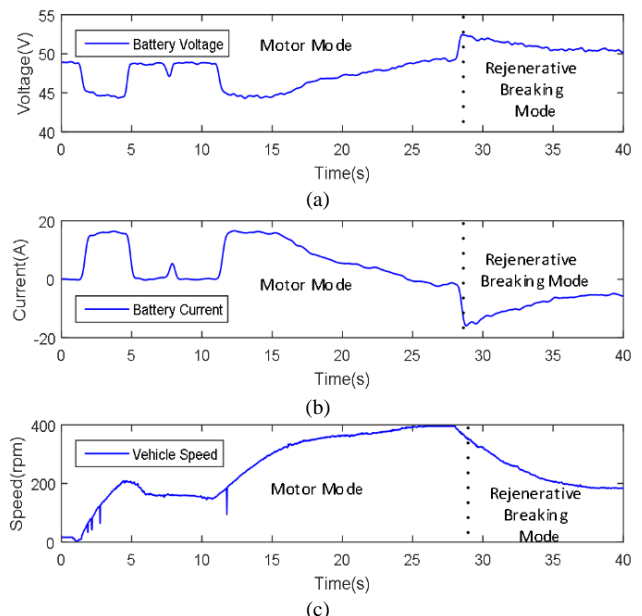 55
50
45
40
Voltage(V)
Battery Voltage
Motor Mode
Rejenerative
Breaking
Mode
0 5 10 15 20 25 30 35 40
Time(s)
(a)
20
0
-20
Current(A)
Battery Current
Motor Mode
Rejenerative
Breaking Mode
0 5 10 15 20 25 30 35 40
Time(s)
(b)
400
200
0
Speed(rpm)
Vehicle Speed
Motor Mode
Rejenerative
Breaking
Mode
0 5 10 15 20 25 30 35 40
Time(s)
(c)